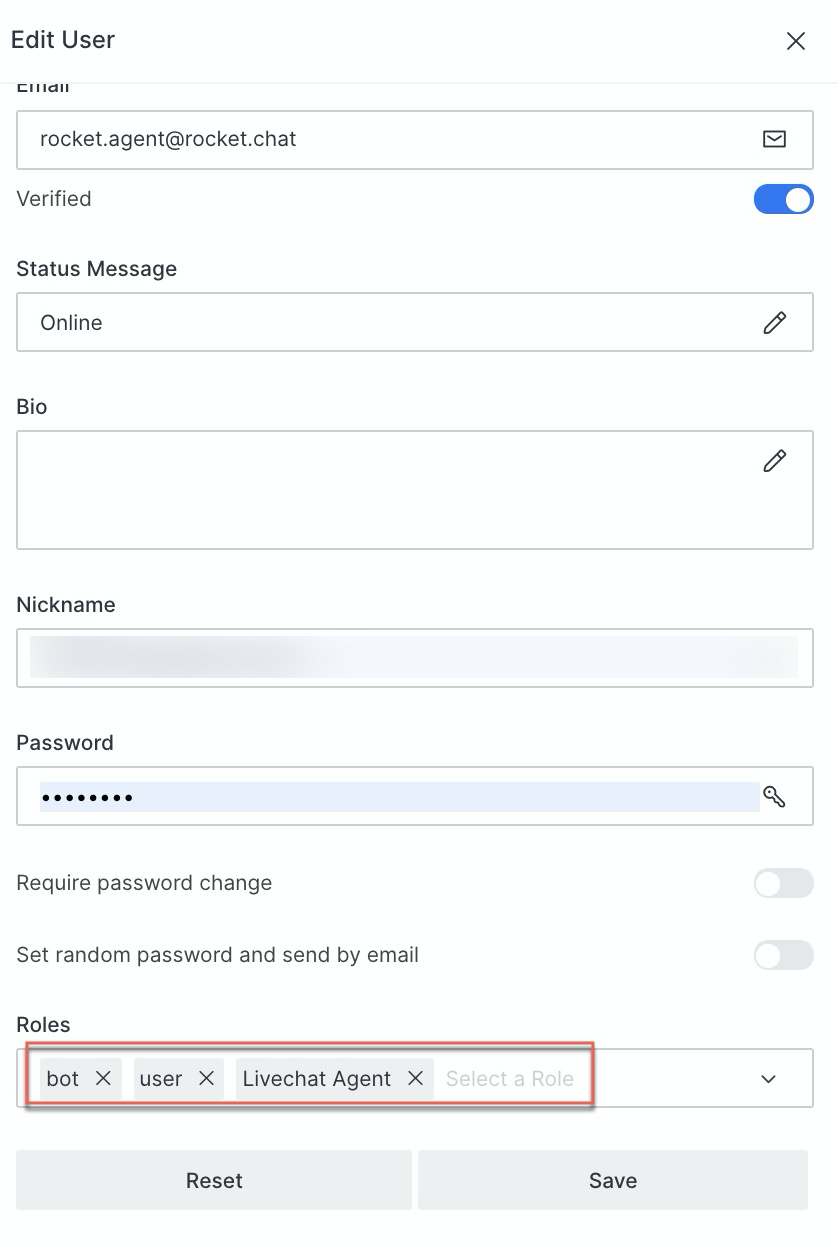 Edit User
Email
rocket.agent@rocket.chat
Verified
Status Message
Online
Bio
Nickname
Password
••••••••
Require password change
Set random password and send by email
Roles
bot user Livechat Agent Select a Role
Reset Save